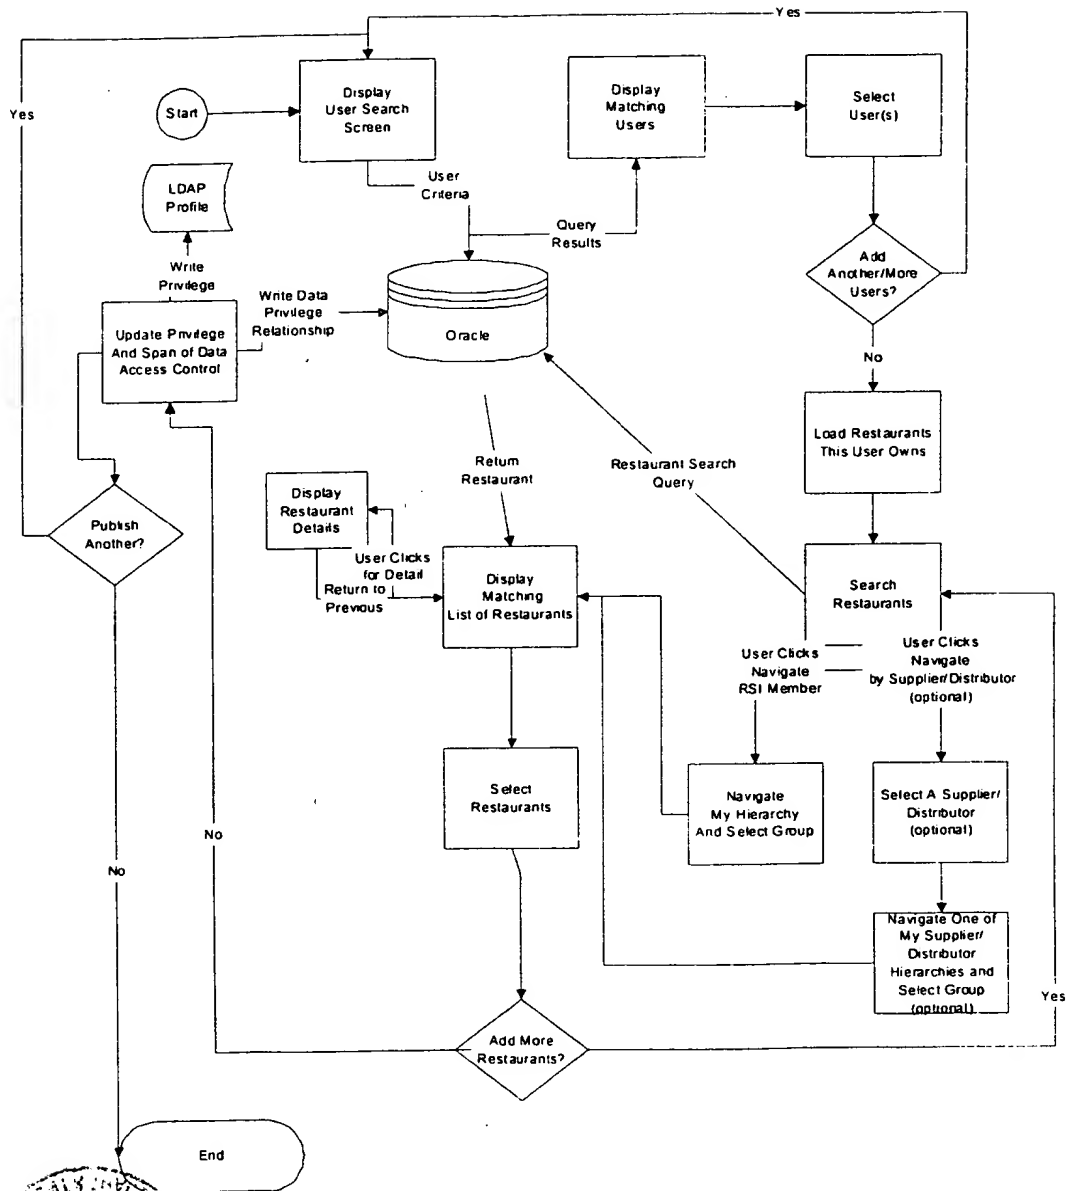 Yes
Yes
Start
Display
User Search
Screen
Display
Matching
Users
Select
User(s)
LDAP
Profile
User
Criteria
Query
Results
Add
Another/More
Users?
Write
Privilege
Write Data
Privilege
Relationship
Oracle
Update Privilege
And Span of Data
Access Control
No
Load Restaurants
This User Owns
Return
Restaurant
Restaurant Search
Query
Display
Restaurant
Details
Publish
Another?
User Clicks
for Detail
Return to
Previous
Display
Matching
List of Restaurants
Search
Restaurants
User Clicks
Navigate
RSI Member
User Clicks
Navigate
by Supplier/Distributor
(optional)
Select
Restaurants
Navigate
My Hierarchy
And Select Group
Select A Supplier/
Distributor
(optional)
No
No
Navigate One of
My Supplier/
Distributor
Hierarchies and
Select Group
(optional)
Yes
Add More
Restaurants?
End